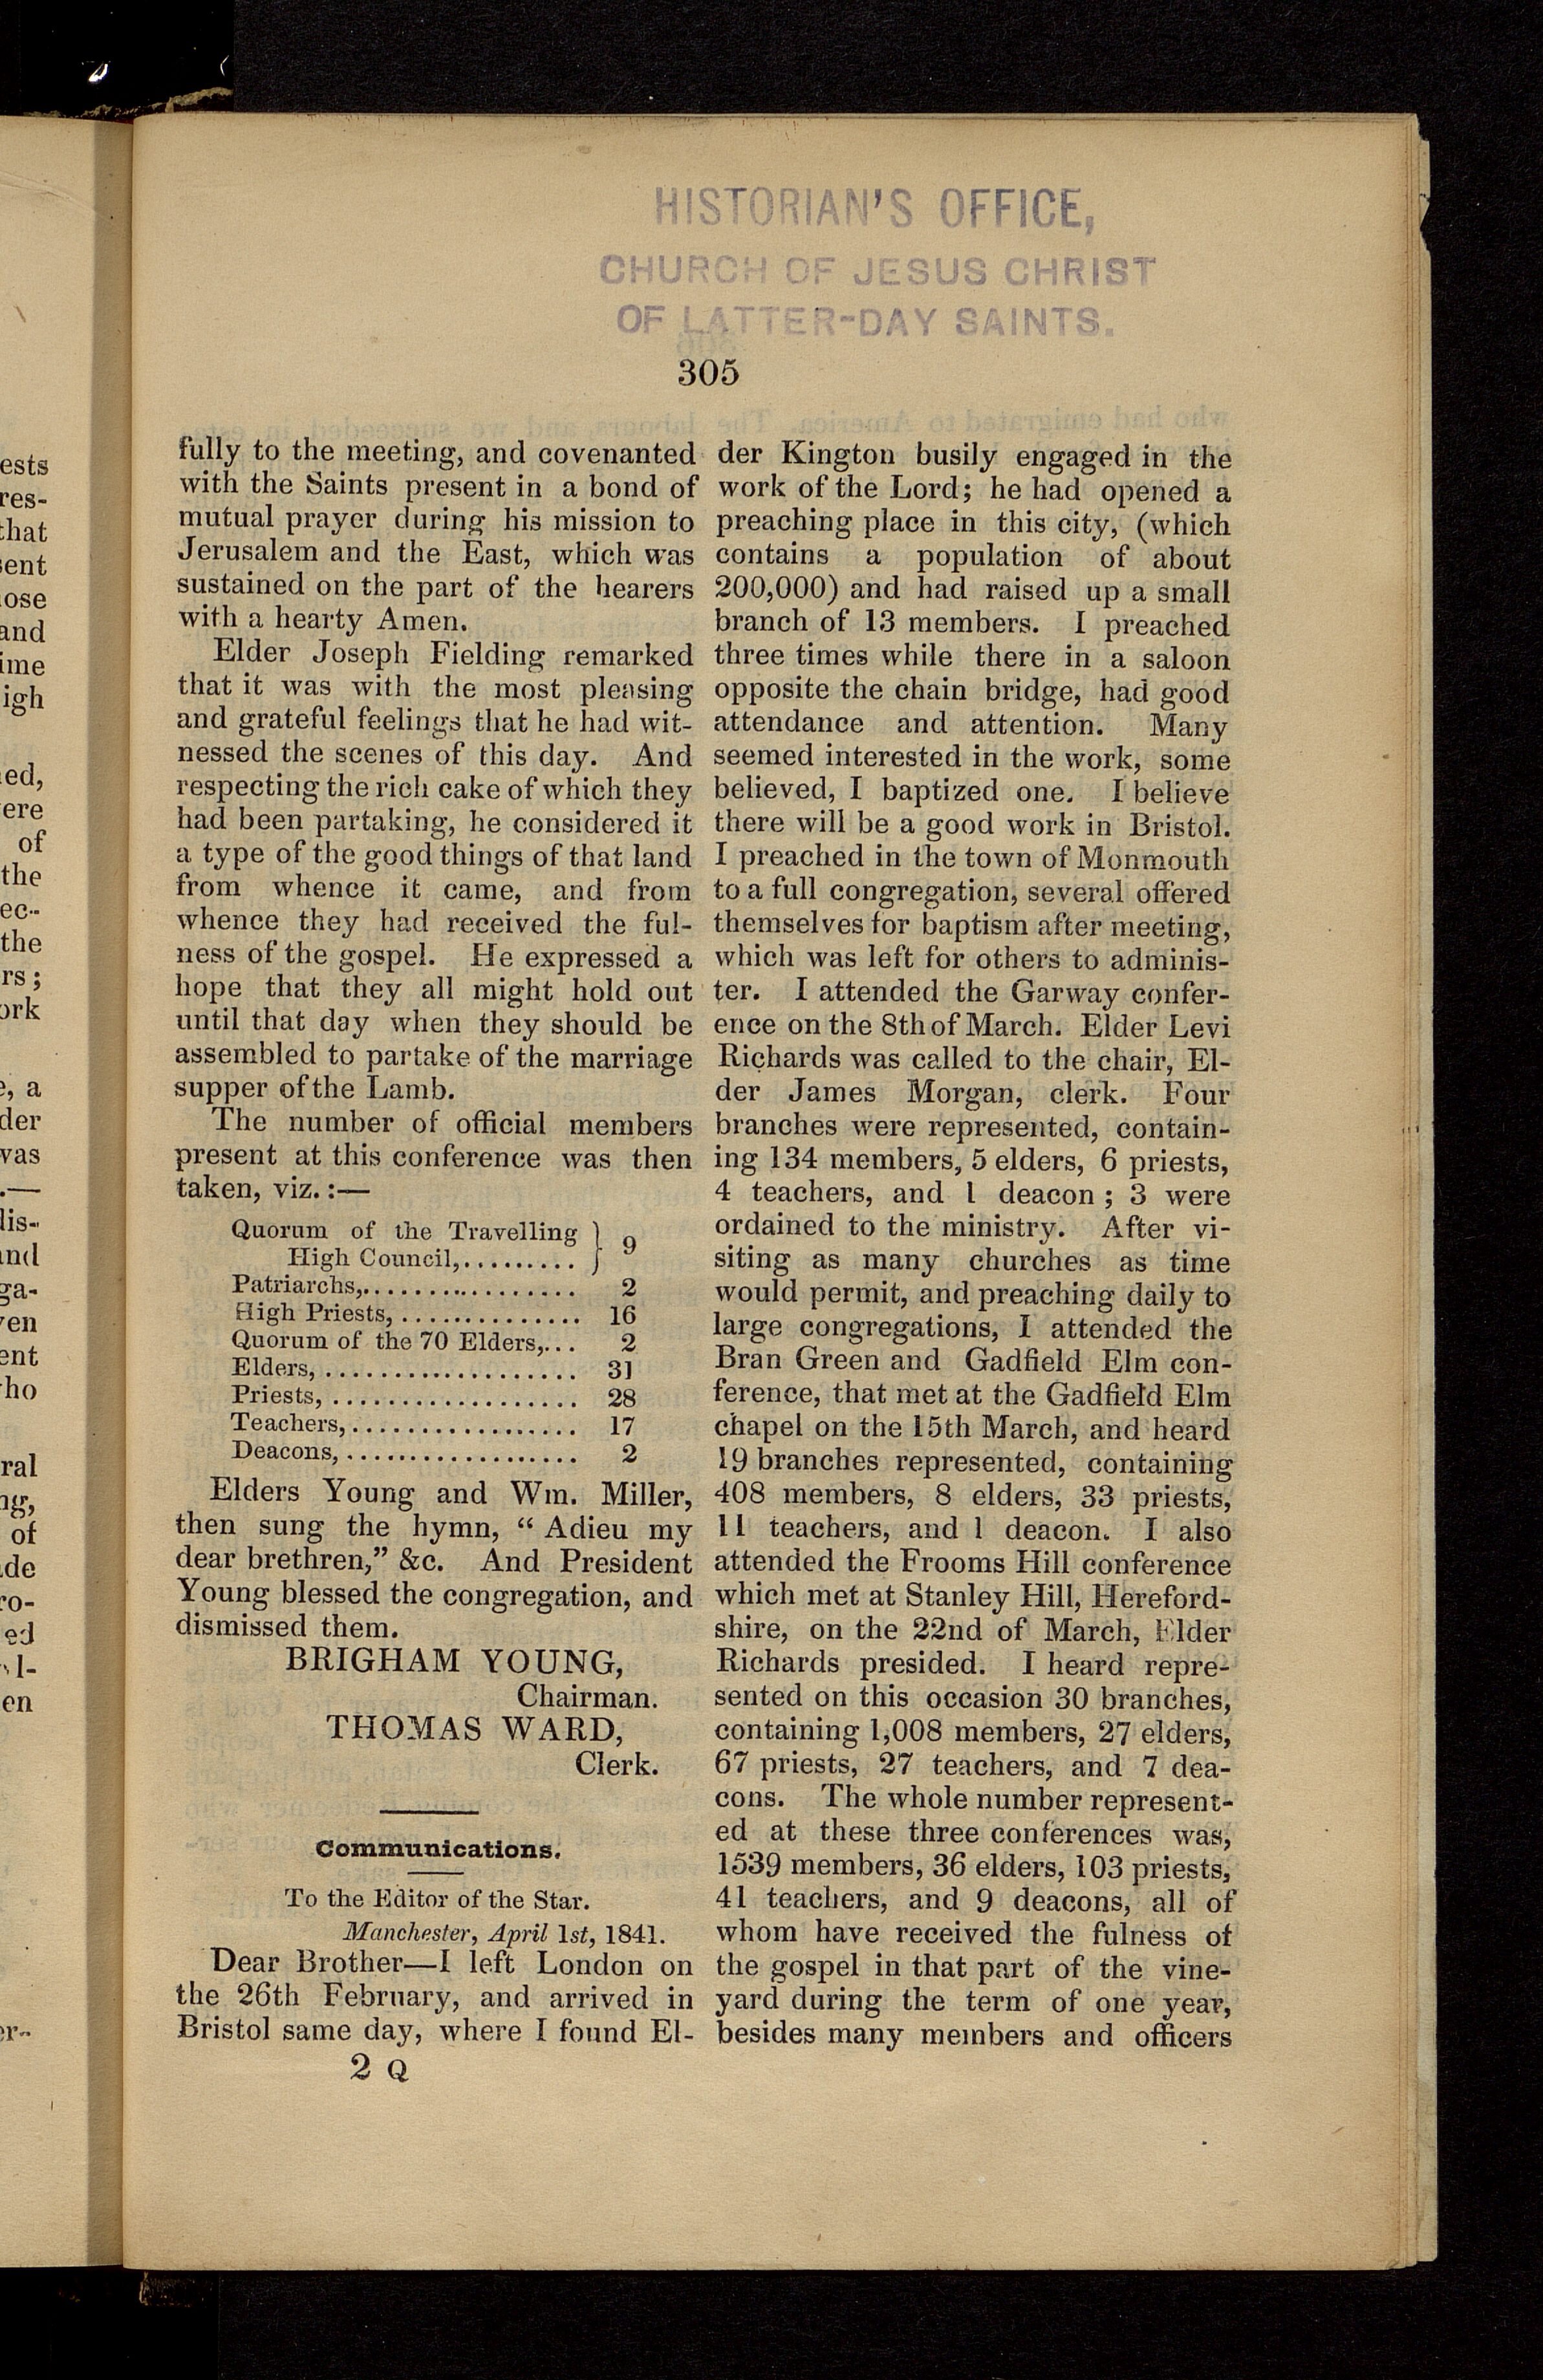 HISTORIAN'S OFFICE,
CHURCH OF JESUS CHRIST
OF LATTER-DAY SAINTS.
305
fully to the meeting, and covenanted
with the Saints present in a bond of
mutual prayer during his mission to
Jerusalem and the East, which was
sustained on the part of the hearers
with a hearty Amen.
Elder Joseph Fielding remarked
that it was with the most pleasing
and grateful feelings that he had wit-
nessed the scenes of this day. And
respecting the rich cake of which they
had been partaking, he considered it
a type of the good things of that land
from whence it came, and from
whence they had received the ful-
ness of the gospel. He expressed a
hope that they all might hold out
until that day when they should be
assembled to partake of the marriage
supper of the Lamb.
The number of official members
present at this conference was then
taken, viz. :—
Quorum of the Travelling
High Council,......... } 9
Patriarchs,.................. 2
High Priests, ............... 16
Quorum of the 70 Elders,... 2
Elders, .................... 31
Priests, ................... 28
Teachers,.................. 17
Deacons, .................. 2
Elders Young and Wm. Miller,
then sung the hymn, “ Adieu my
dear brethren,” &c. And President
Young blessed the congregation, and
dismissed them.
BRIGHAM YOUNG,
Chairman.
THOMAS WARD,
Clerk.
Communications.
To the Editor of the Star.
Manchester, April 1st, 1841.
Dear Brother—I left London on
the 26th February, and arrived in
Bristol same day, where I found El-
2 Q
der Kington busily engaged in the
work of the Lord; he had opened a
preaching place in this city, (which
contains a population of about
200,000) and had raised up a small
branch of 13 members. I preached
three times while there in a saloon
opposite the chain bridge, had good
attendance and attention. Many
seemed interested in the work, some
believed, I baptized one. I believe
there will be a good work in Bristol.
I preached in the town of Monmouth
to a full congregation, several offered
themselves for baptism after meeting,
which was left for others to adminis-
ter. I attended the Garway confer-
ence on the 8th of March. Elder Levi
Richards was called to the chair, El-
der James Morgan, clerk. Four
branches were represented, contain-
ing 134 members, 5 elders, 6 priests,
4 teachers, and 1 deacon ; 3 were
ordained to the ministry. After vi-
siting as many churches as time
would permit, and preaching daily to
large congregations, I attended the
Bran Green and Gadfield Elm con-
ference, that met at the Gadfield Elm
chapel on the 15th March, and heard
19 branches represented, containing
408 members, 8 elders, 33 priests,
11 teachers, and 1 deacon. I also
attended the Frooms Hill conference
which met at Stanley Hill, Hereford-
shire, on the 22nd of March, Elder
Richards presided. I heard repre-
sented on this occasion 30 branches,
containing 1,008 members, 27 elders,
67 priests, 27 teachers, and 7 dea-
cons. The whole number represent-
ed at these three conferences was,
1539 members, 36 elders, 103 priests,
41 teachers, and 9 deacons, all of
whom have received the fulness of
the gospel in that part of the vine-
yard during the term of one year,
besides many members and officers